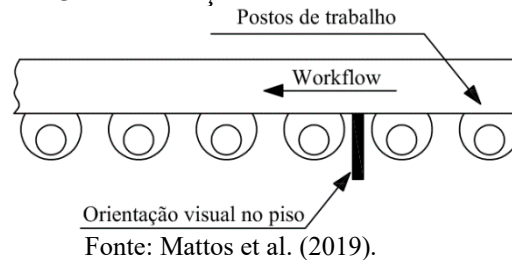 Postos de trabalho
Workflow
Orientação visual no piso
Fonte: Mattos et al. (2019).